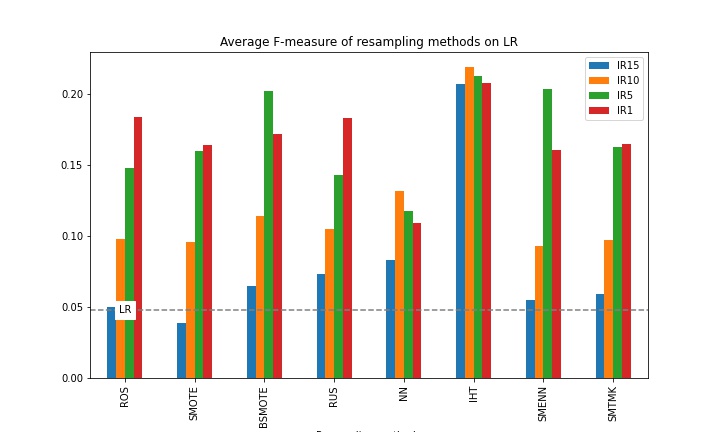 Average F-measure of resampling methods on LR
IR15
IR10
IR5
IR1
0.20
0.15
0.10
0.05
0.00
LR
ROS
SMOTE
BSMOTE
RUS
NN
IHT
SMENN
SMTMK